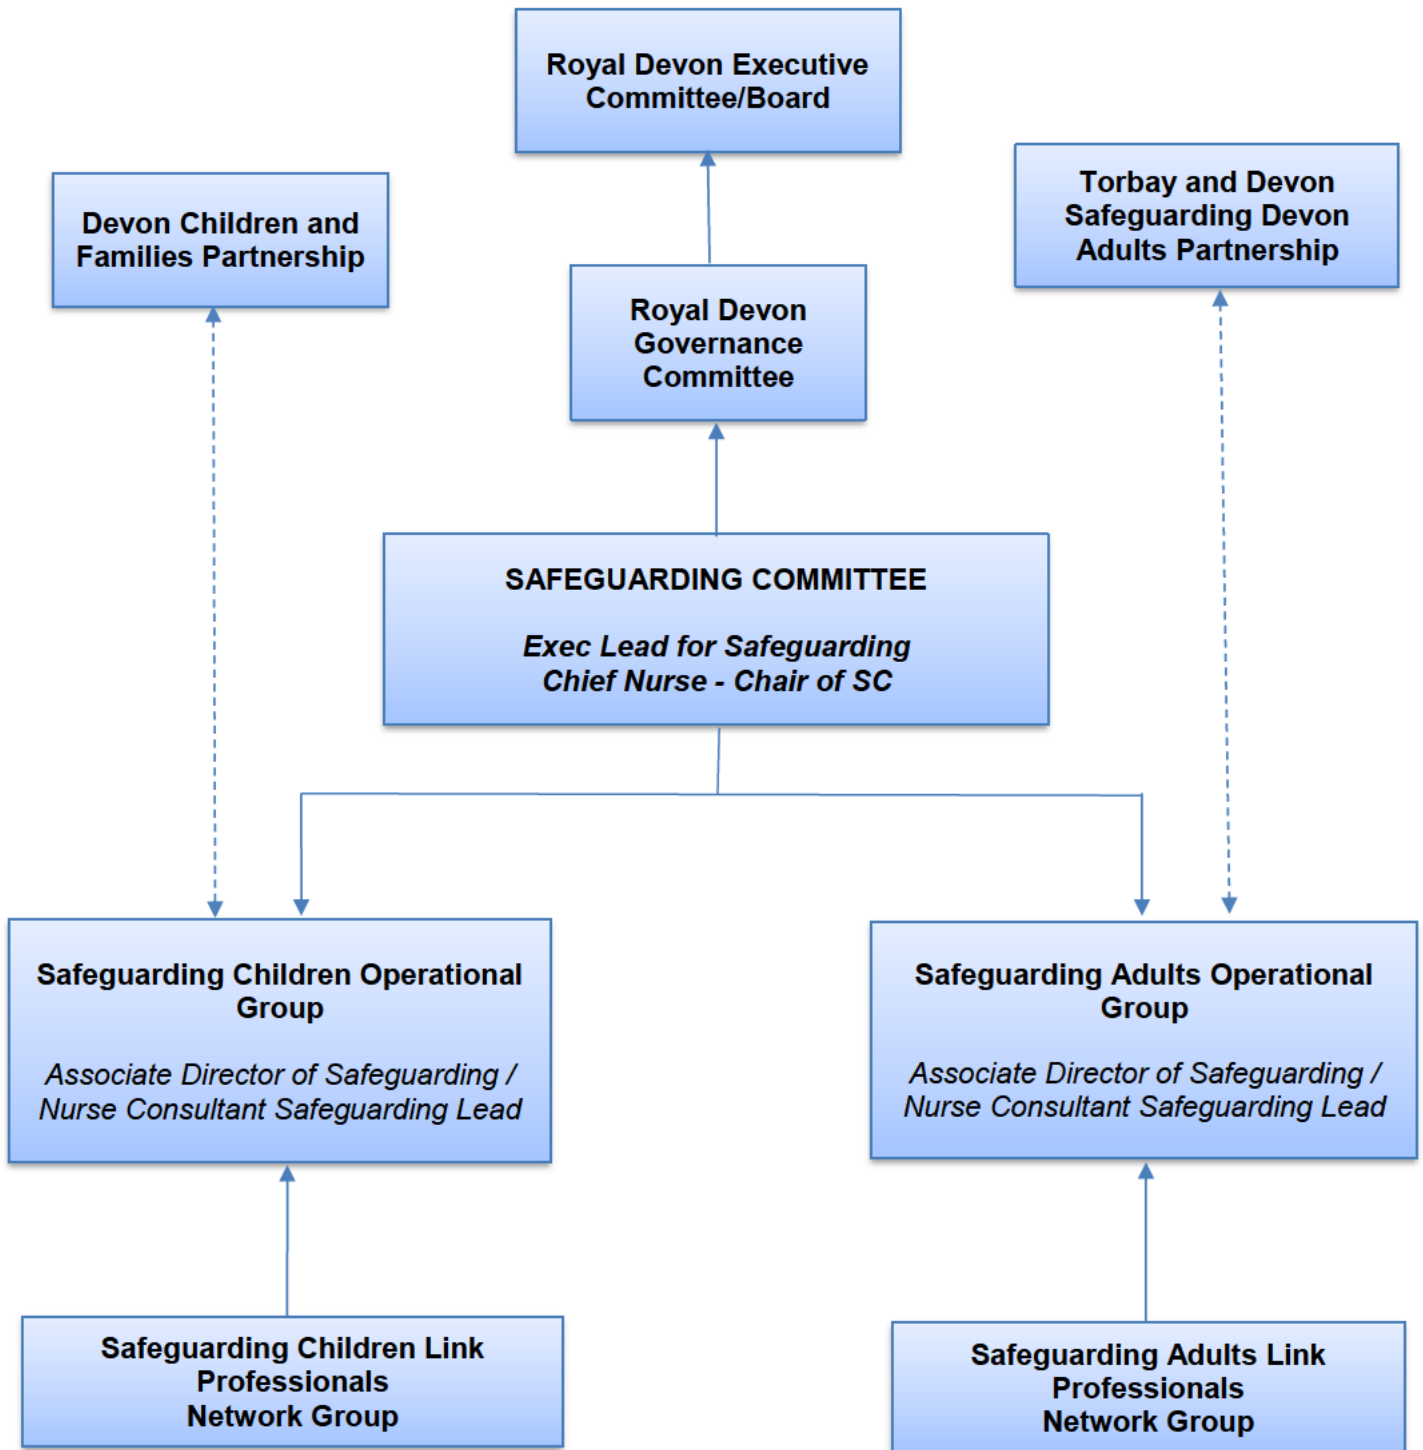 Royal Devon Executive
Committee/Board
Devon Children and
Families Partnership
Torbay and Devon
Safeguarding Devon
Adults Partnership
Royal Devon
Governance
Committee
SAFEGUARDING COMMITTEE
Exec Lead for Safeguarding
Chief Nurse - Chair of SC
Safeguarding Children Operational
Group
Associate Director of Safeguarding /
Nurse Consultant Safeguarding Lead
Safeguarding Adults Operational
Group
Associate Director of Safeguarding /
Nurse Consultant Safeguarding Lead
Safeguarding Children Link
Professionals
Network Group
Safeguarding Adults Link
Professionals
Network Group